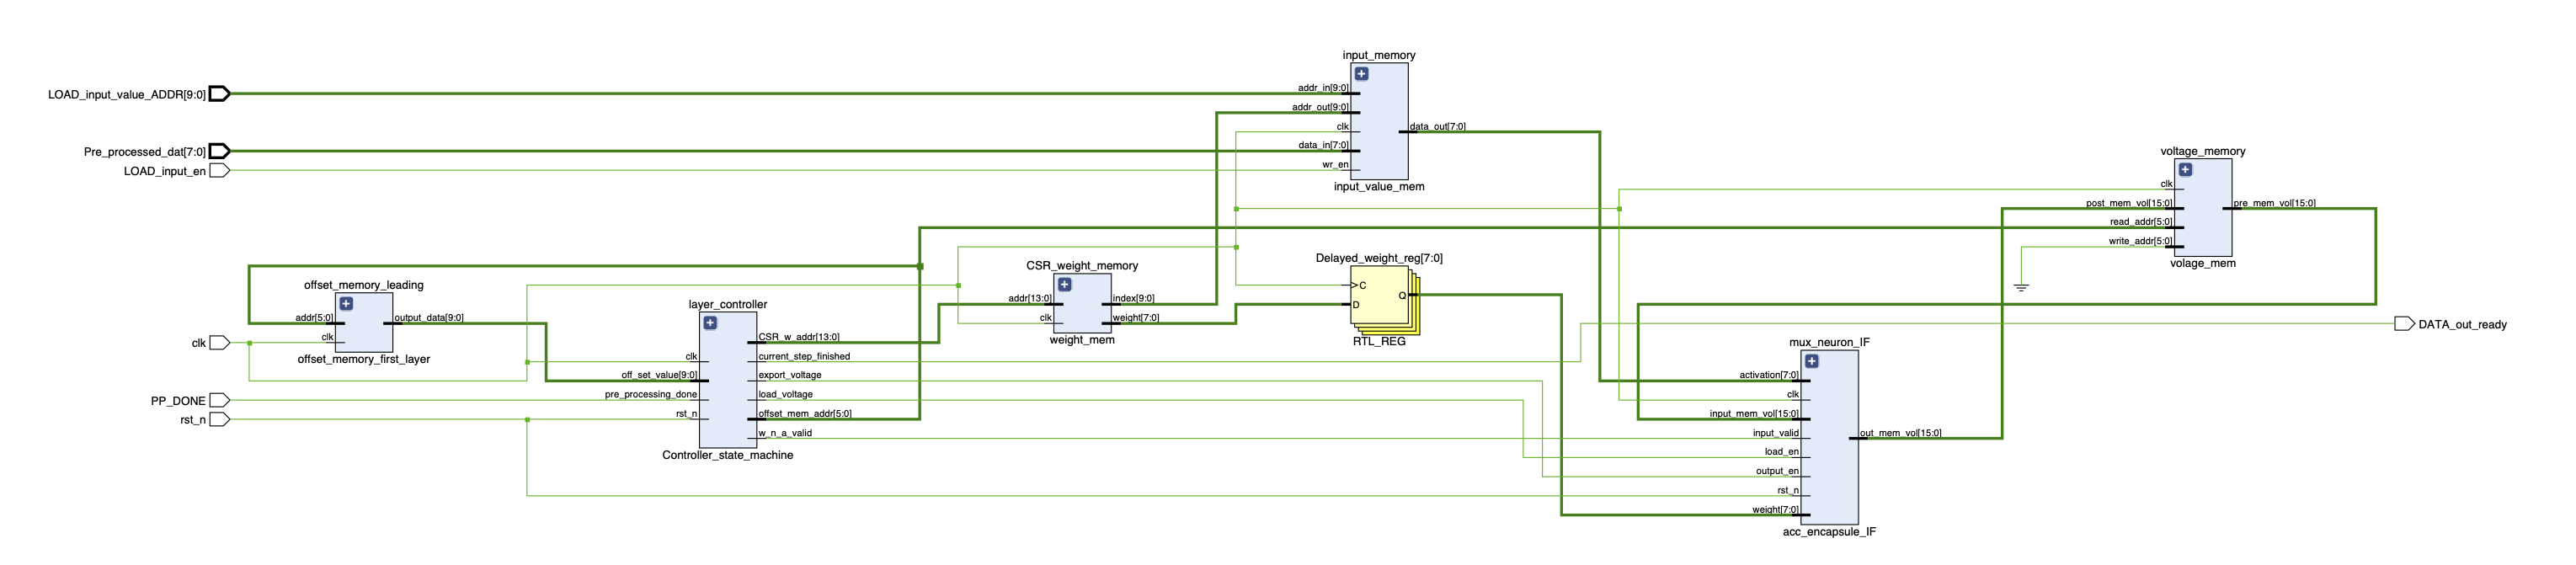 LOAD_input_value_ADDR[9:0]
Pre_processed_dat[7:0]
LOAD_input_en
input_memory
addr_in[9:0]
addr_out[9:0]
clk
data_in[7:0]
wr_en
data_out[7:0]
input_value_mem
voltage_memory
clk
post_mem_vol[15:0]
read_addr[5:0]
write_addr[5:0]
pre_mem_vol[15:0]
volage_mem
offset_memory_leading
addr[5:0]
clk
output_data[9:0]
offset_memory_first_layer
clk
PP_DONE
rst_n
layer_controller
clk
off_set_value[9:0]
pre_processing_done
rst_n
CSR_w_addr[13:0]
current_step_finished
export_voltage
load_voltage
offset_mem_addr[5:0]
w_n_a_valid
Controller_state_machine
CSR_weight_memory
addr[13:0]
clk
index[9:0]
weight[7:0]
weight_mem
Delayed_weight_reg[7:0]
C
D
Q
RTL_REG
DATA_out_ready
mux_neuron_IF
activation[7:0]
clk
input_mem_vol[15:0]
input_valid
load_en
output_en
rst_n
weight[7:0]
out_mem_vol[15:0]
acc_encapsule_IF